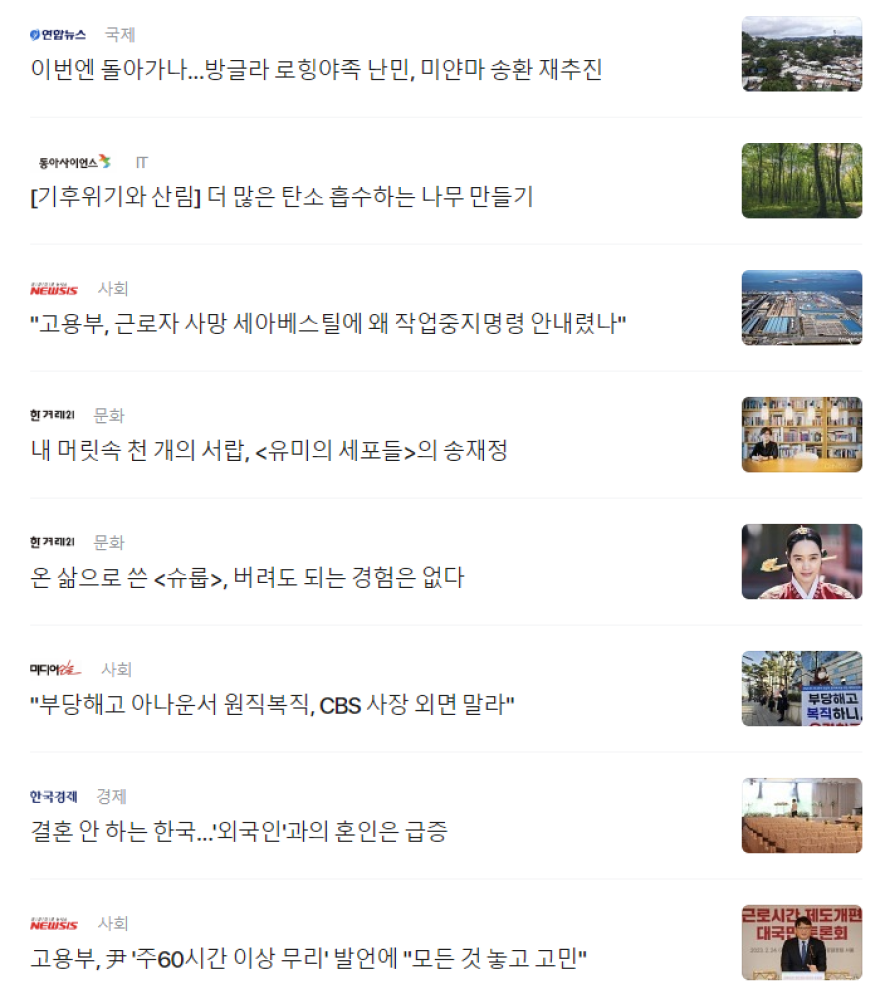 연합뉴스 국제
이번엔 돌아가나...방글라 로힝야족 난민, 미얀마 송환 재추진
동아사이언스 IT
[기후위기와 산림] 더 많은 탄소 흡수하는 나무 만들기
NEWSIS 사회
"고용부, 근로자 사망 세아베스틸에 왜 작업중지명령 안내렸나"
한겨레21 문화
내 머릿속 천 개의 서랍, <유미의 세포들>의 송재정
한겨레21 문화
온 삶으로 쓴 <슈룹>, 버려도 되는 경험은 없다
미디어오늘 사회
"부당해고 아나운서 원직복직, CBS 사장 외면 말라"
부당해고
복직하니
한국경제 경제
결혼 안 하는 한국...'외국인'과의 혼인은 급증
NEWSIS 사회
고용부, 尹 '주60시간 이상 무리' 발언에 "모든 것 놓고 고민"
근로시간 제도개편
대국민 토론회